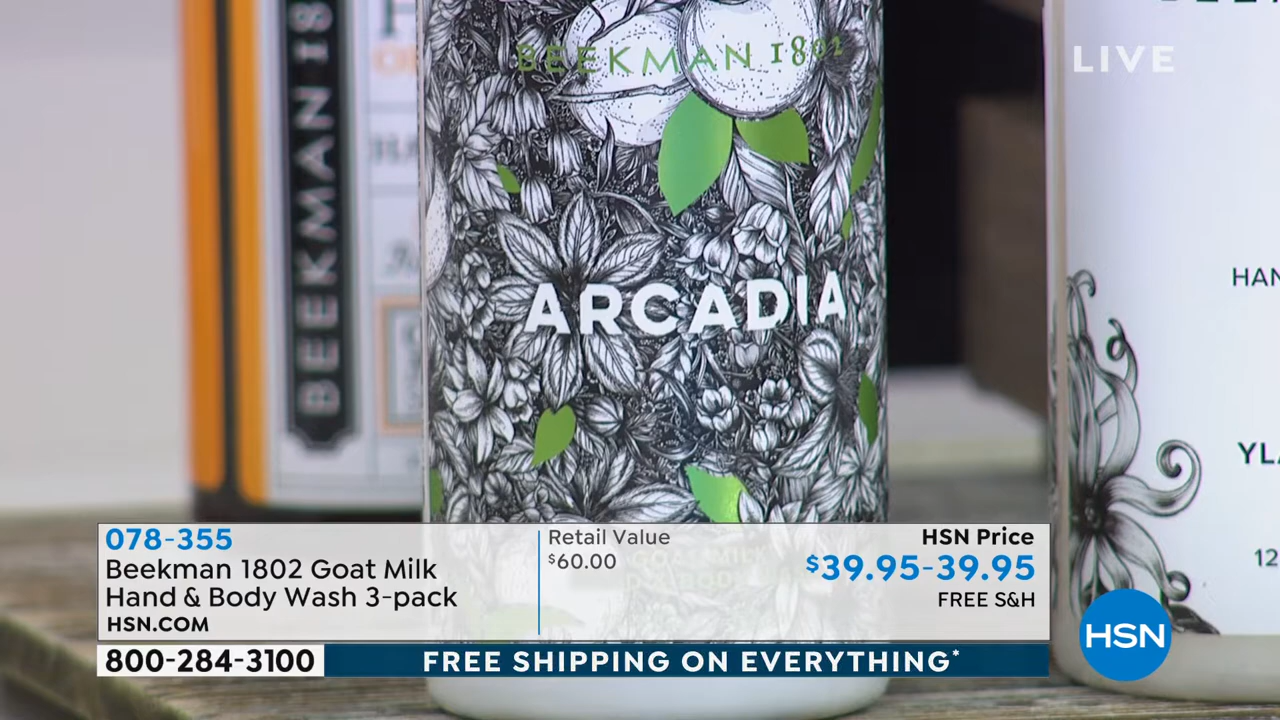 BEEKMAN 1802
LIVE
BEEKMAN 18
ARCADIA
HAN
YLA
12
078-355
Beekman 1802 Goat Milk
Hand & Body Wash 3-pack
HSN.COM
Retail Value
$60.00
HSN Price
$39.95-39.95
FREE S&H
HSN
800-284-3100
FREE SHIPPING ON EVERYTHING*